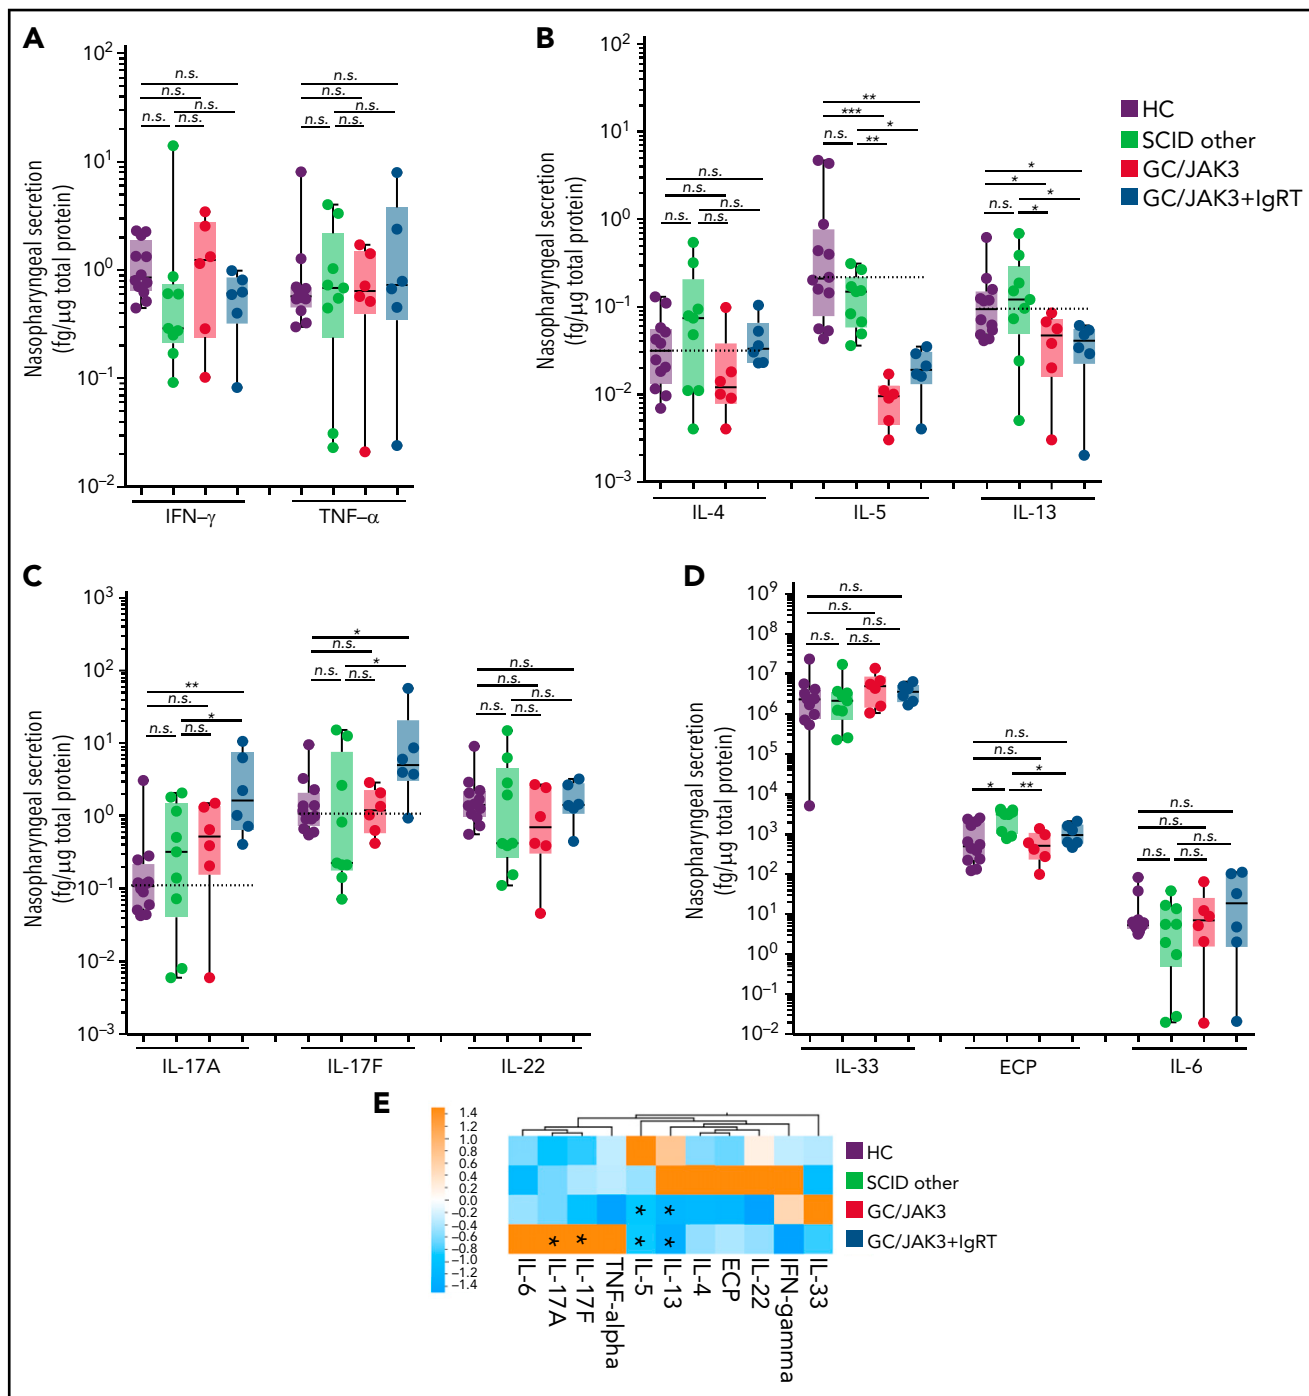 A
Nasopharyngeal secretion
(fg/μg total protein)
10²
10¹
10⁰
10⁻¹
10⁻²
n.s.
n.s.
n.s.
n.s.
n.s.
n.s.
n.s.
n.s.
n.s.
n.s.
IFN–γ
TNF–α
B
Nasopharyngeal secretion
(fg/μg total protein)
10²
10¹
10⁰
10⁻¹
10⁻²
10⁻³
n.s.
n.s.
n.s.
n.s.
n.s.
**
***
*
n.s.
**
*
*
*
n.s.
*
IL-4
IL-5
IL-13
HC
SCID other
GC/JAK3
GC/JAK3+IgRT
C
Nasopharyngeal secretion
(fg/μg total protein)
10³
10²
10¹
10⁰
10⁻¹
10⁻²
10⁻³
**
n.s.
*
n.s.
n.s.
*
n.s.
*
n.s.
n.s.
n.s.
n.s.
n.s.
n.s.
n.s.
IL-17A
IL-17F
IL-22
D
Nasopharyngeal secretion
(fg/μg total protein)
10⁹
10⁸
10⁷
10⁶
10⁵
10⁴
10³
10²
10¹
10⁰
10⁻¹
10⁻²
n.s.
n.s.
n.s.
n.s.
n.s.
n.s.
n.s.
*
*
**
n.s.
n.s.
n.s.
n.s.
n.s.
IL-33
ECP
IL-6
E
1.4
1.2
1.0
0.8
0.6
0.4
0.2
0.0
−0.2
−0.4
−0.6
−0.8
−1.0
−1.2
−1.4
* *
* * * *
HC
SCID other
GC/JAK3
GC/JAK3+IgRT
IL-6
IL-17A
IL-17F
TNF-alpha
IL-5
IL-13
IL-4
ECP
IL-22
IFN-gamma
IL-33